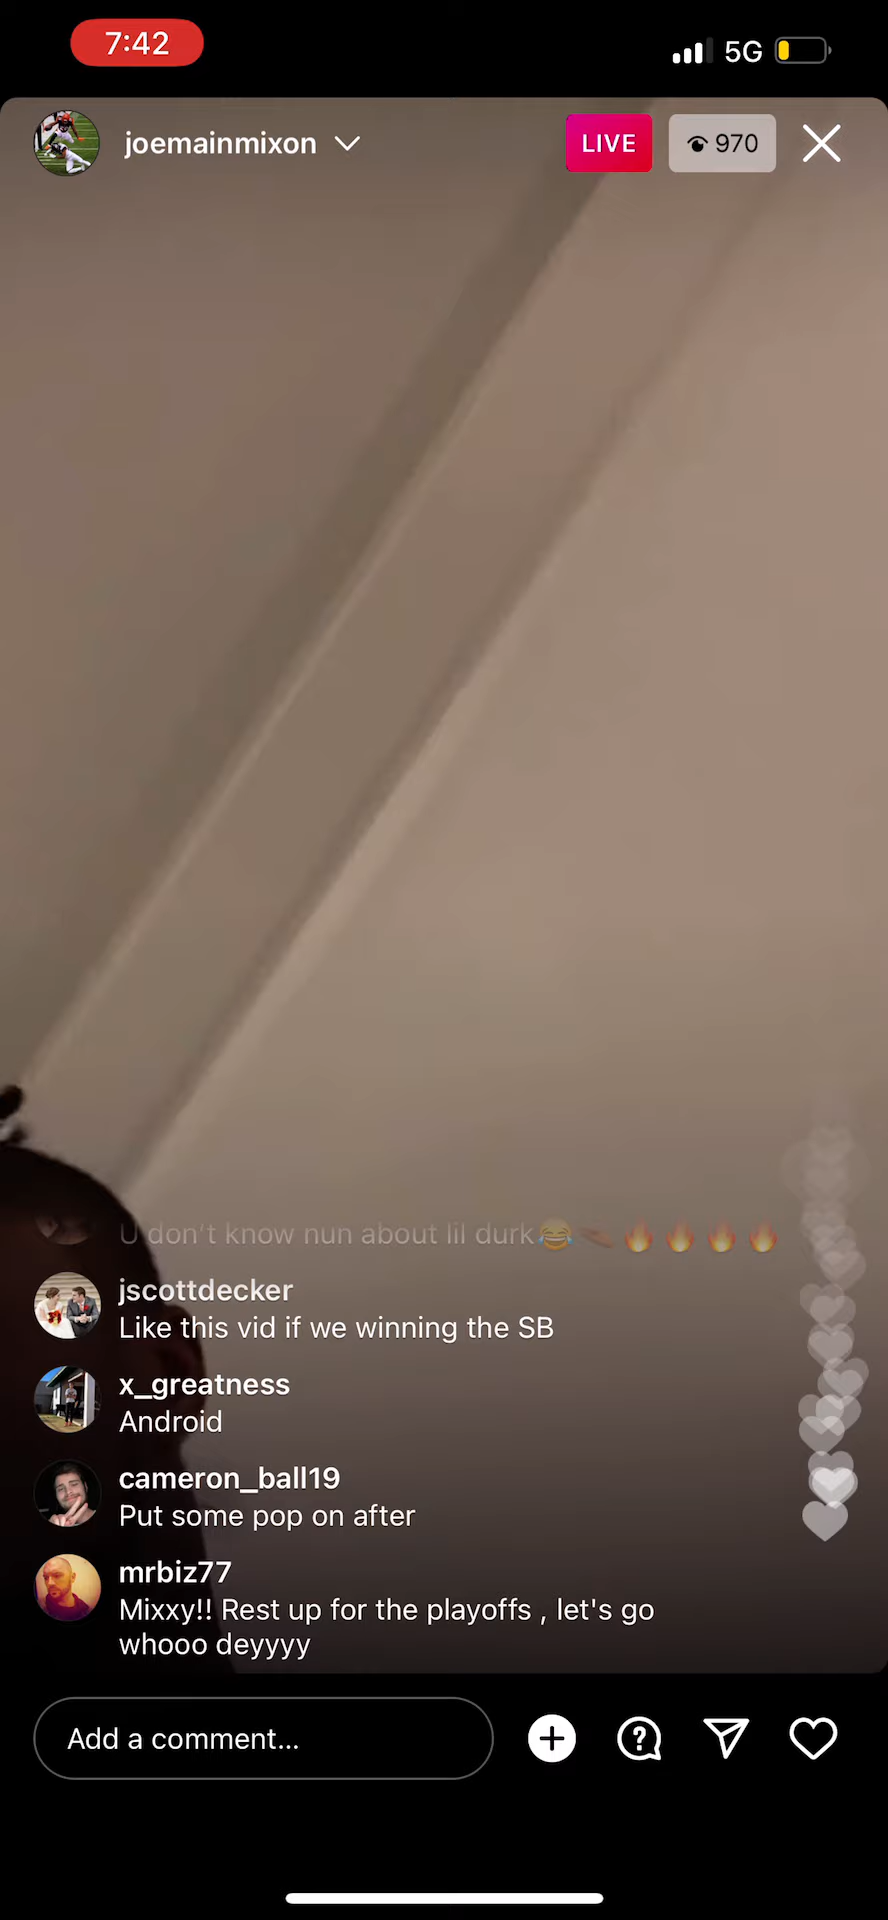 7:42
5G
joemainmixon
LIVE
970
U don't know nun about lil durk😂🔥🔥🔥🔥
jscottdecker
Like this vid if we winning the SB
x_greatness
Android
cameron_ball19
Put some pop on after
mrbiz77
Mixxy!! Rest up for the playoffs , let's go
whooo deyyyy
Add a comment...